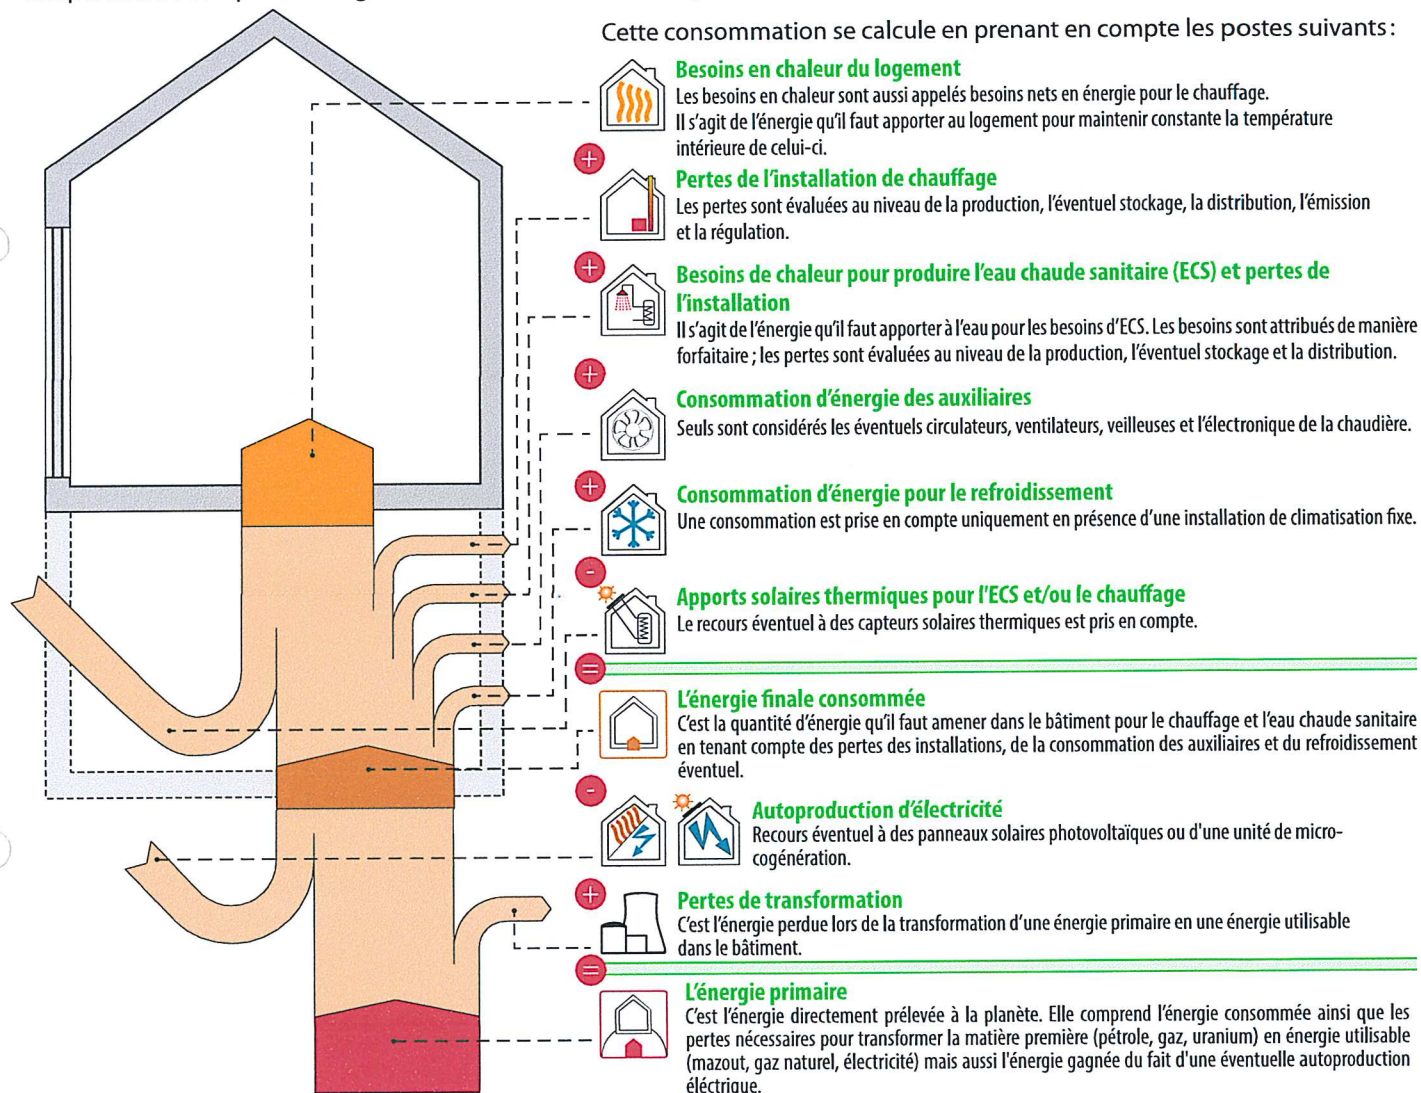 Cette consommation se calcule en prenant en compte les postes suivants :
Besoins en chaleur du logement
Les besoins en chaleur sont aussi appelés besoins nets en énergie pour le chauffage.
Il s'agit de l'énergie qu'il faut apporter au logement pour maintenir constante la température
intérieure de celui-ci.
+
Pertes de l'installation de chauffage
Les pertes sont évaluées au niveau de la production, l'éventuel stockage, la distribution, l'émission
et la régulation.
+
Besoins de chaleur pour produire l'eau chaude sanitaire (ECS) et pertes de
l'installation
Il s'agit de l'énergie qu'il faut apporter à l'eau pour les besoins d'ECS. Les besoins sont attribués de manière
forfaitaire ; les pertes sont évaluées au niveau de la production, l'éventuel stockage et la distribution.
+
Consommation d'énergie des auxiliaires
Seuls sont considérés les éventuels circulateurs, ventilateurs, veilleuses et l'électronique de la chaudière.
+
Consommation d'énergie pour le refroidissement
Une consommation est prise en compte uniquement en présence d'une installation de climatisation fixe.
-
Apports solaires thermiques pour l'ECS et/ou le chauffage
Le recours éventuel à des capteurs solaires thermiques est pris en compte.
=
L'énergie finale consommée
C'est la quantité d'énergie qu'il faut amener dans le bâtiment pour le chauffage et l'eau chaude sanitaire
en tenant compte des pertes des installations, de la consommation des auxiliaires et du refroidissement
éventuel.
-
Autoproduction d'électricité
Recours éventuel à des panneaux solaires photovoltaïques ou d'une unité de micro-
cogénération.
+
Pertes de transformation
C'est l'énergie perdue lors de la transformation d'une énergie primaire en une énergie utilisable
dans le bâtiment.
=
L'énergie primaire
C'est l'énergie directement prélevée à la planète. Elle comprend l'énergie consommée ainsi que les
pertes nécessaires pour transformer la matière première (pétrole, gaz, uranium) en énergie utilisable
(mazout, gaz naturel, électricité) mais aussi l'énergie gagnée du fait d'une éventuelle autoproduction
éléctrique.